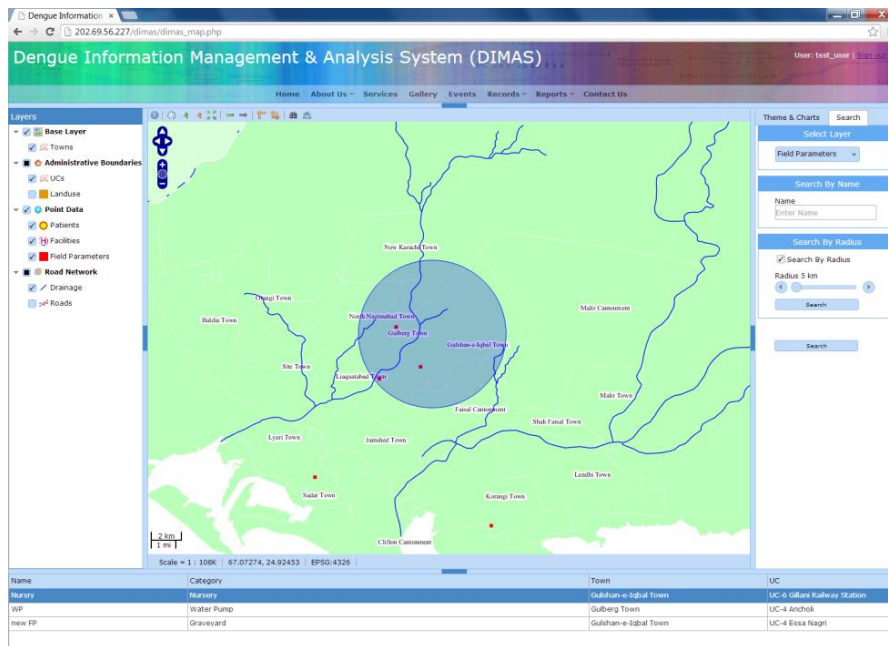 Dengue Information
202.69.56.227/dimas/dimas_map.php
Dengue Information Management & Analysis System (DIMAS)
User: test_user | Sign out
Home About Us Services Gallery Events Records Reports Contact Us
Layers
Base Layer
Towns
Administrative Boundaries
UCs
Landuse
Point Data
Patients
Facilities
Field Parameters
Road Network
Drainage
Roads
New Karachi Town
Orangi Town
Baldia Town
North Nazimabad Town
Malir Cantonment
Gulberg Town
Gulshan-e-Iqbal Town
Site Town
Liaquatabad Town
Malir Town
Faisal Cantonment
Shah Faisal Town
Lyari Town
Jamshed Town
Landhi Town
Sadar Town
Korangi Town
Clifton Cantonment
2 km
1 mi
Scale = 1 : 108K 67.07274, 24.92453 EPSG:4326
Theme & Charts Search
Select Layer
Field Parameters
Search By Name
Name
Enter Name
Search By Radius
Search By Radius
Radius 5 km
Search
Search
Name Category Town UC
Nursry Nursery Gulshan-e-Iqbal Town UC-6 Gillani Railway Station
WP Water Pump Gulberg Town UC-4 Ancholi
new FP Graveyard Gulshan-e-Iqbal Town UC-4 Essa Nagri